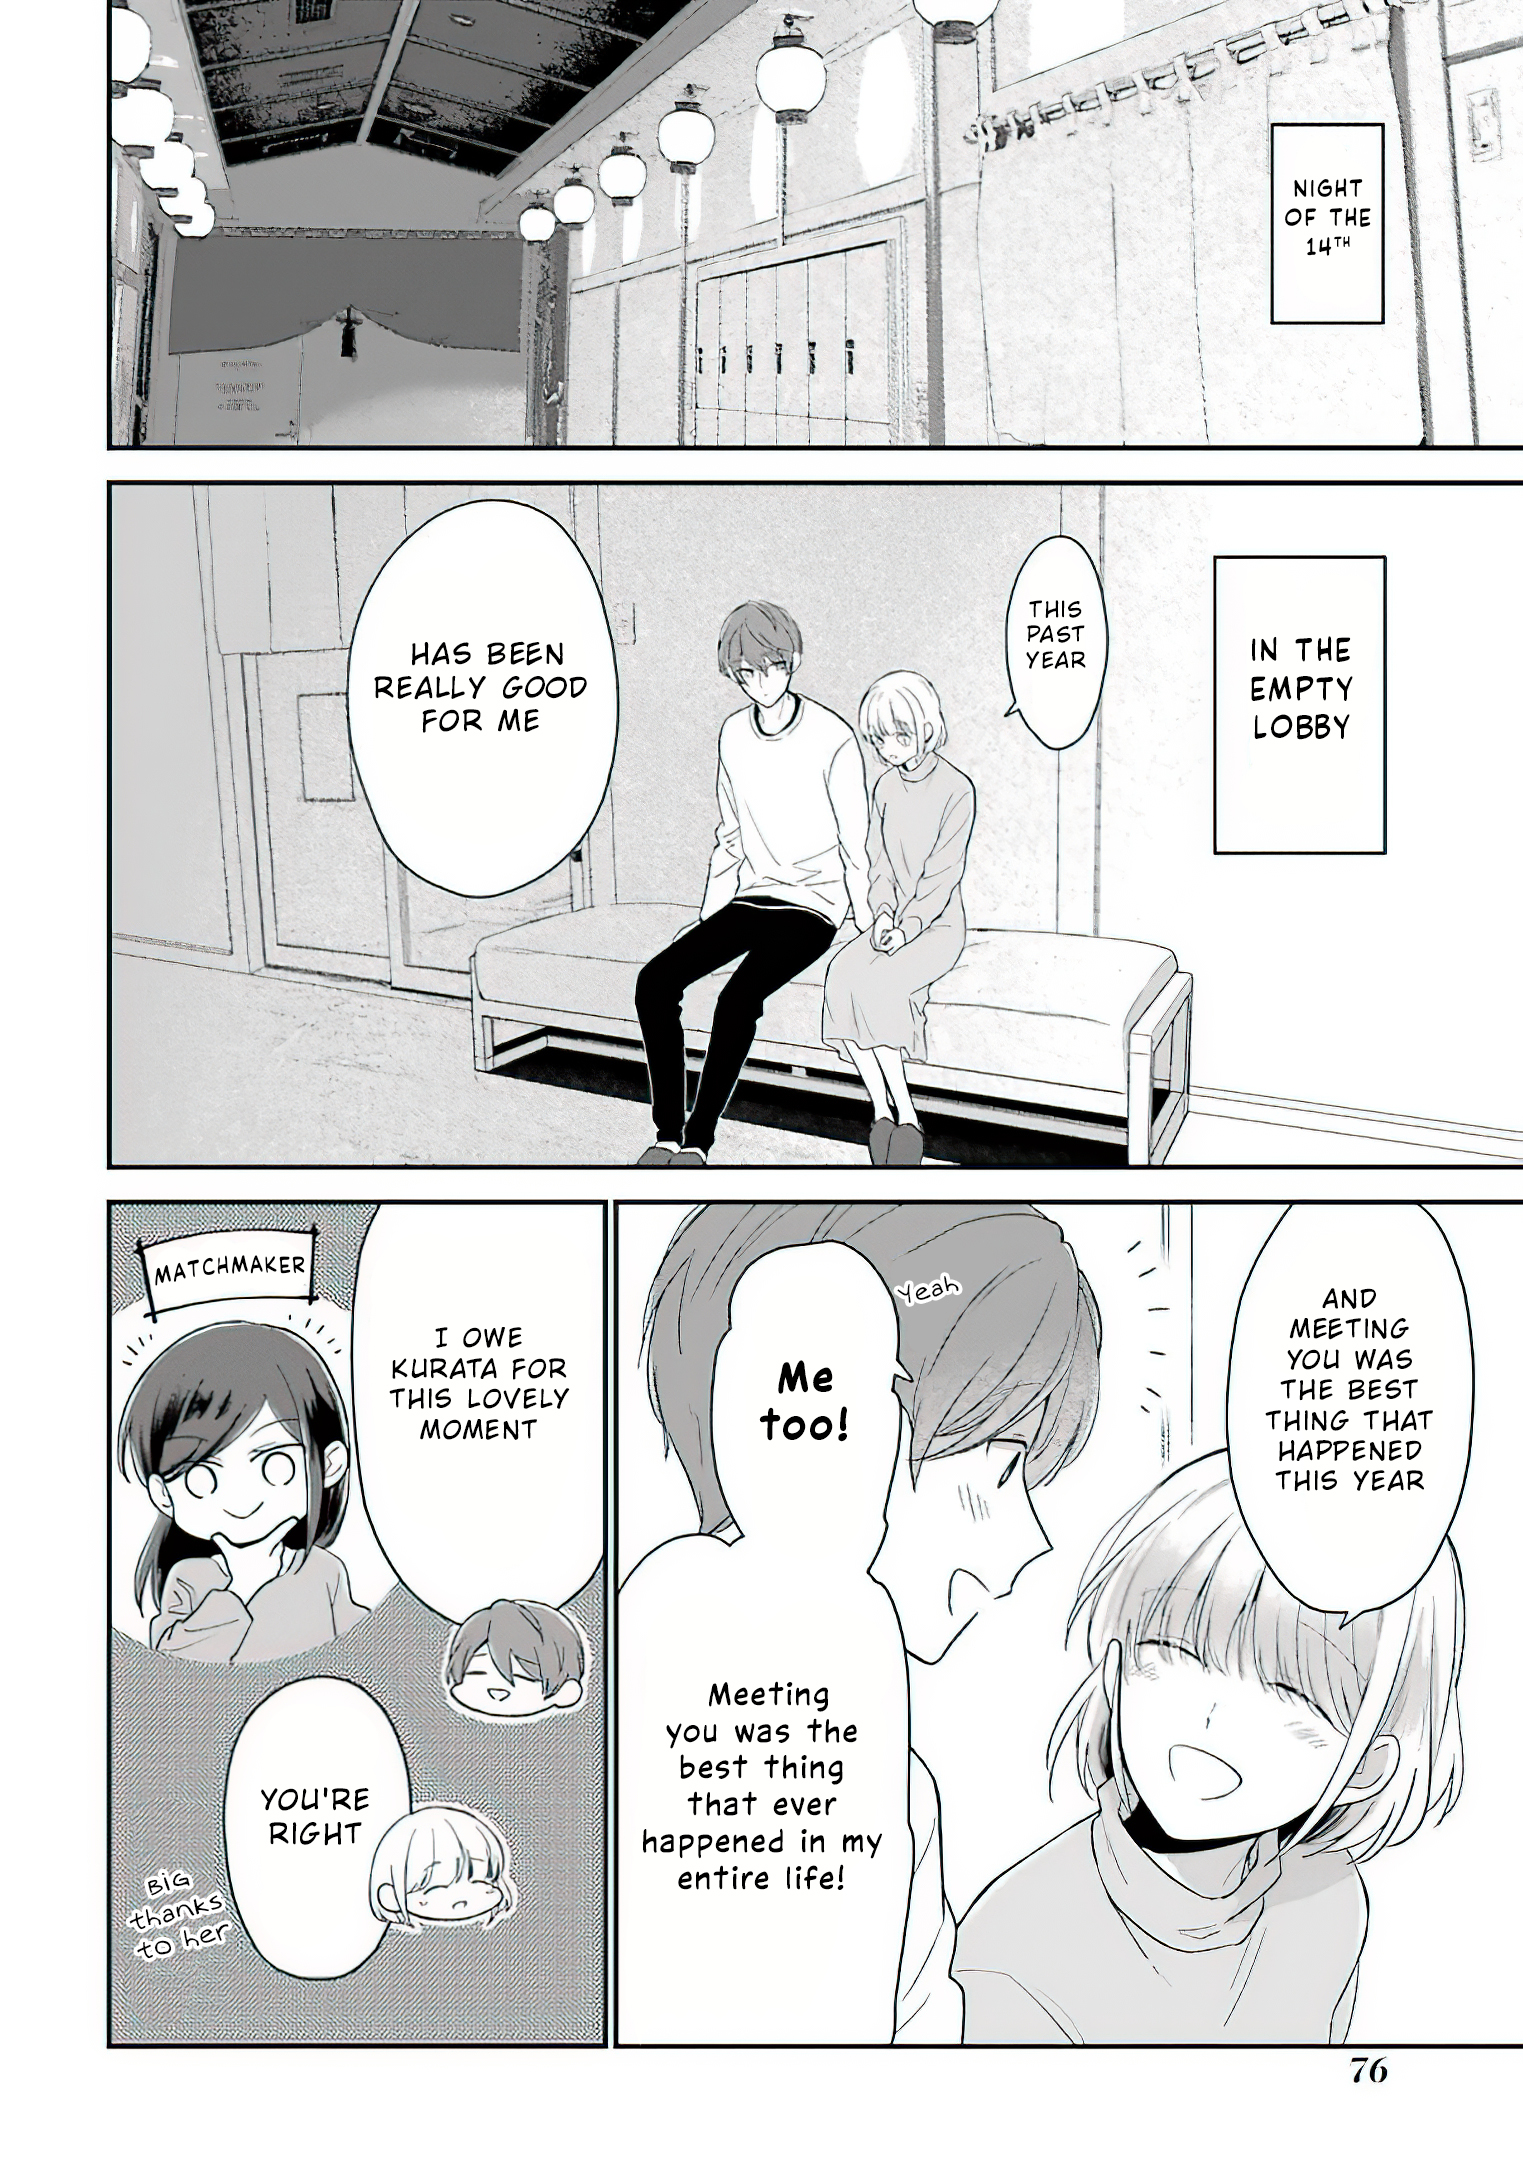 NIGHT
OF THE
14TH
IN THE
EMPTY
LOBBY
THIS
PAST
YEAR
HAS BEEN
REALLY GOOD
FOR ME
AND
MEETING
YOU WAS
THE BEST
THING THAT
HAPPENED
THIS YEAR
Yeah
Me
too!
Meeting
you was the
best thing
that ever
happened in my
entire life!
MATCHMAKER
I OWE
KURATA FOR
THIS LOVELY
MOMENT
YOU'RE
RIGHT
BIG
thanks
to her
76